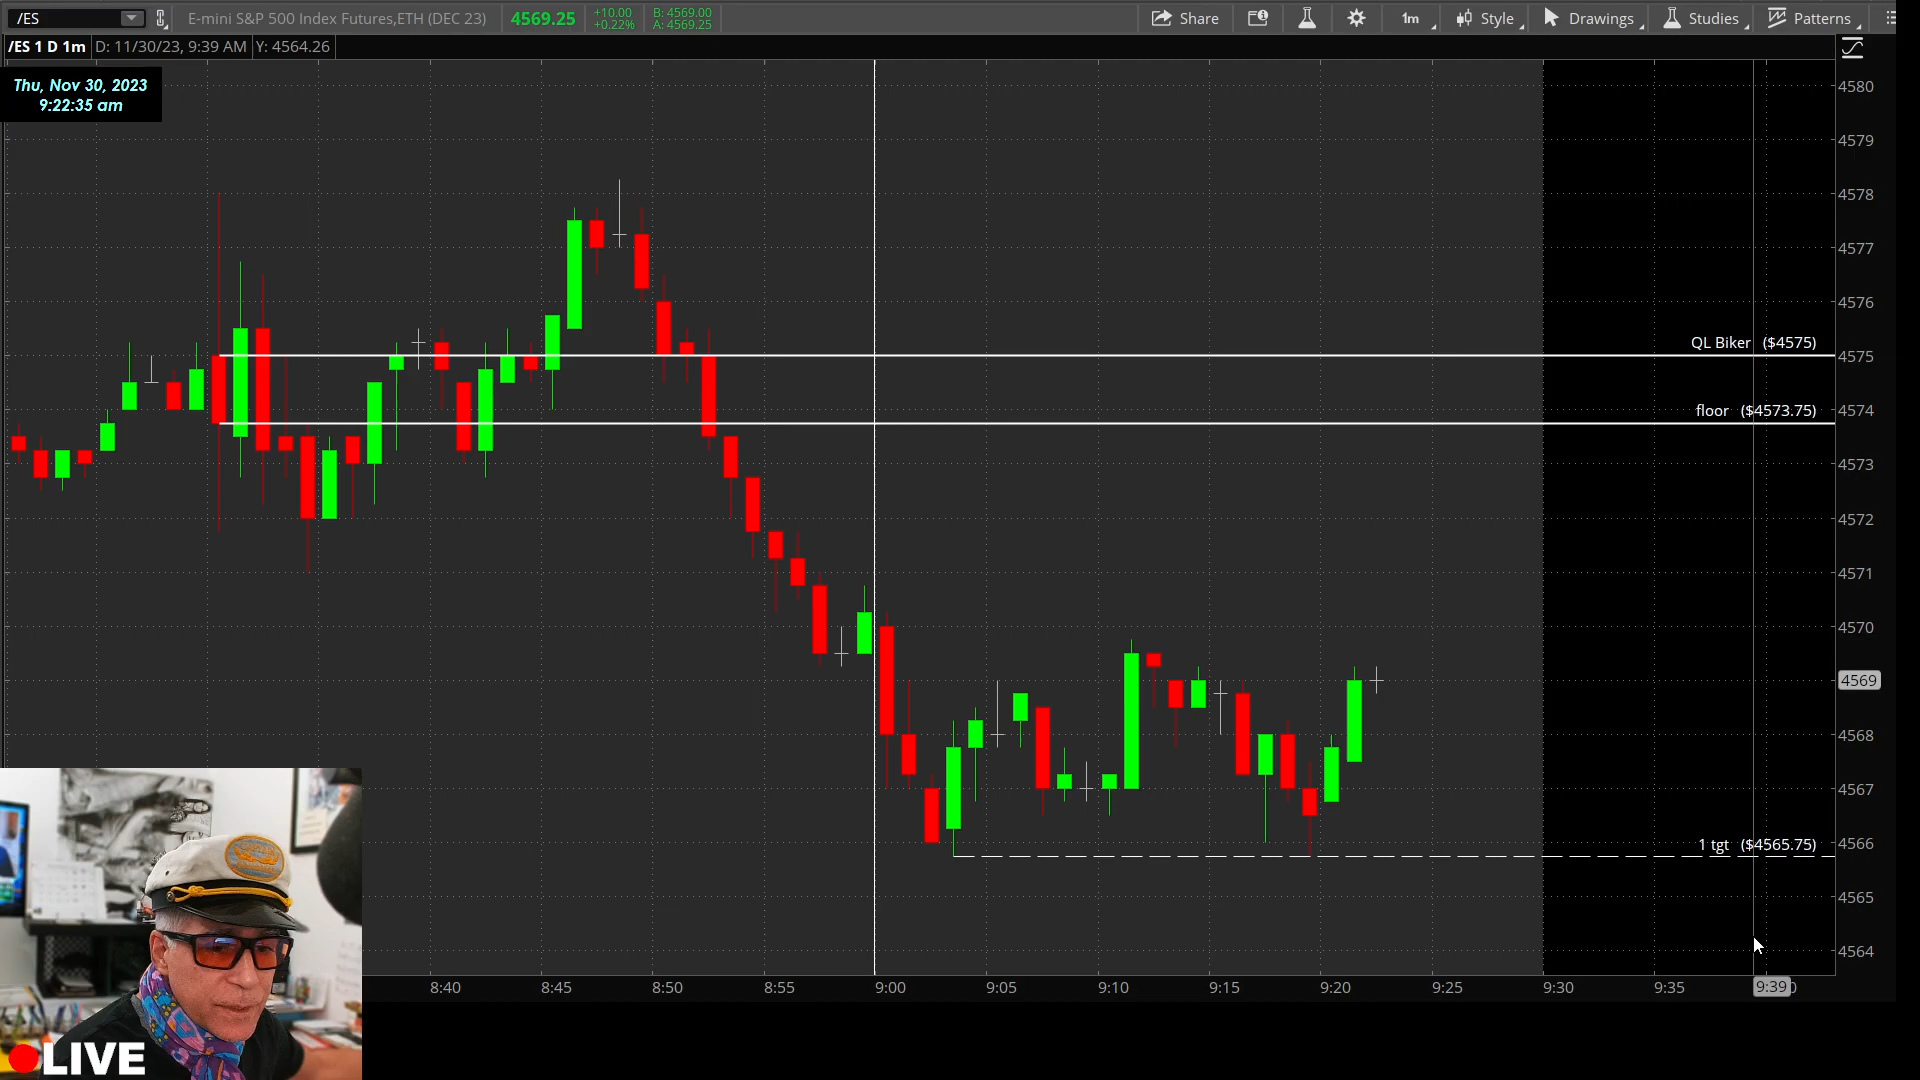 /ES E-mini S&P 500 Index Futures,ETH (DEC 23) 4569.25 +10.00 B: 4569.00 Share 1m Style Drawings Studies Patterns
+0.22% A: 4569.25
/ES 1 D 1m D: 11/30/23, 9:39 AM Y: 4564.26
Thu, Nov 30, 2023
9:22:35 am
4580
4579
4578
4577
4576
QL Biker ($4575)
4575
floor ($4573.75)
4574
4573
4572
4571
4570
4569
4568
4567
1 tgt ($4565.75)
4566
4565
4564
8:40 8:45 8:50 8:55 9:00 9:05 9:10 9:15 9:20 9:25 9:30 9:35 9:39
LIVE